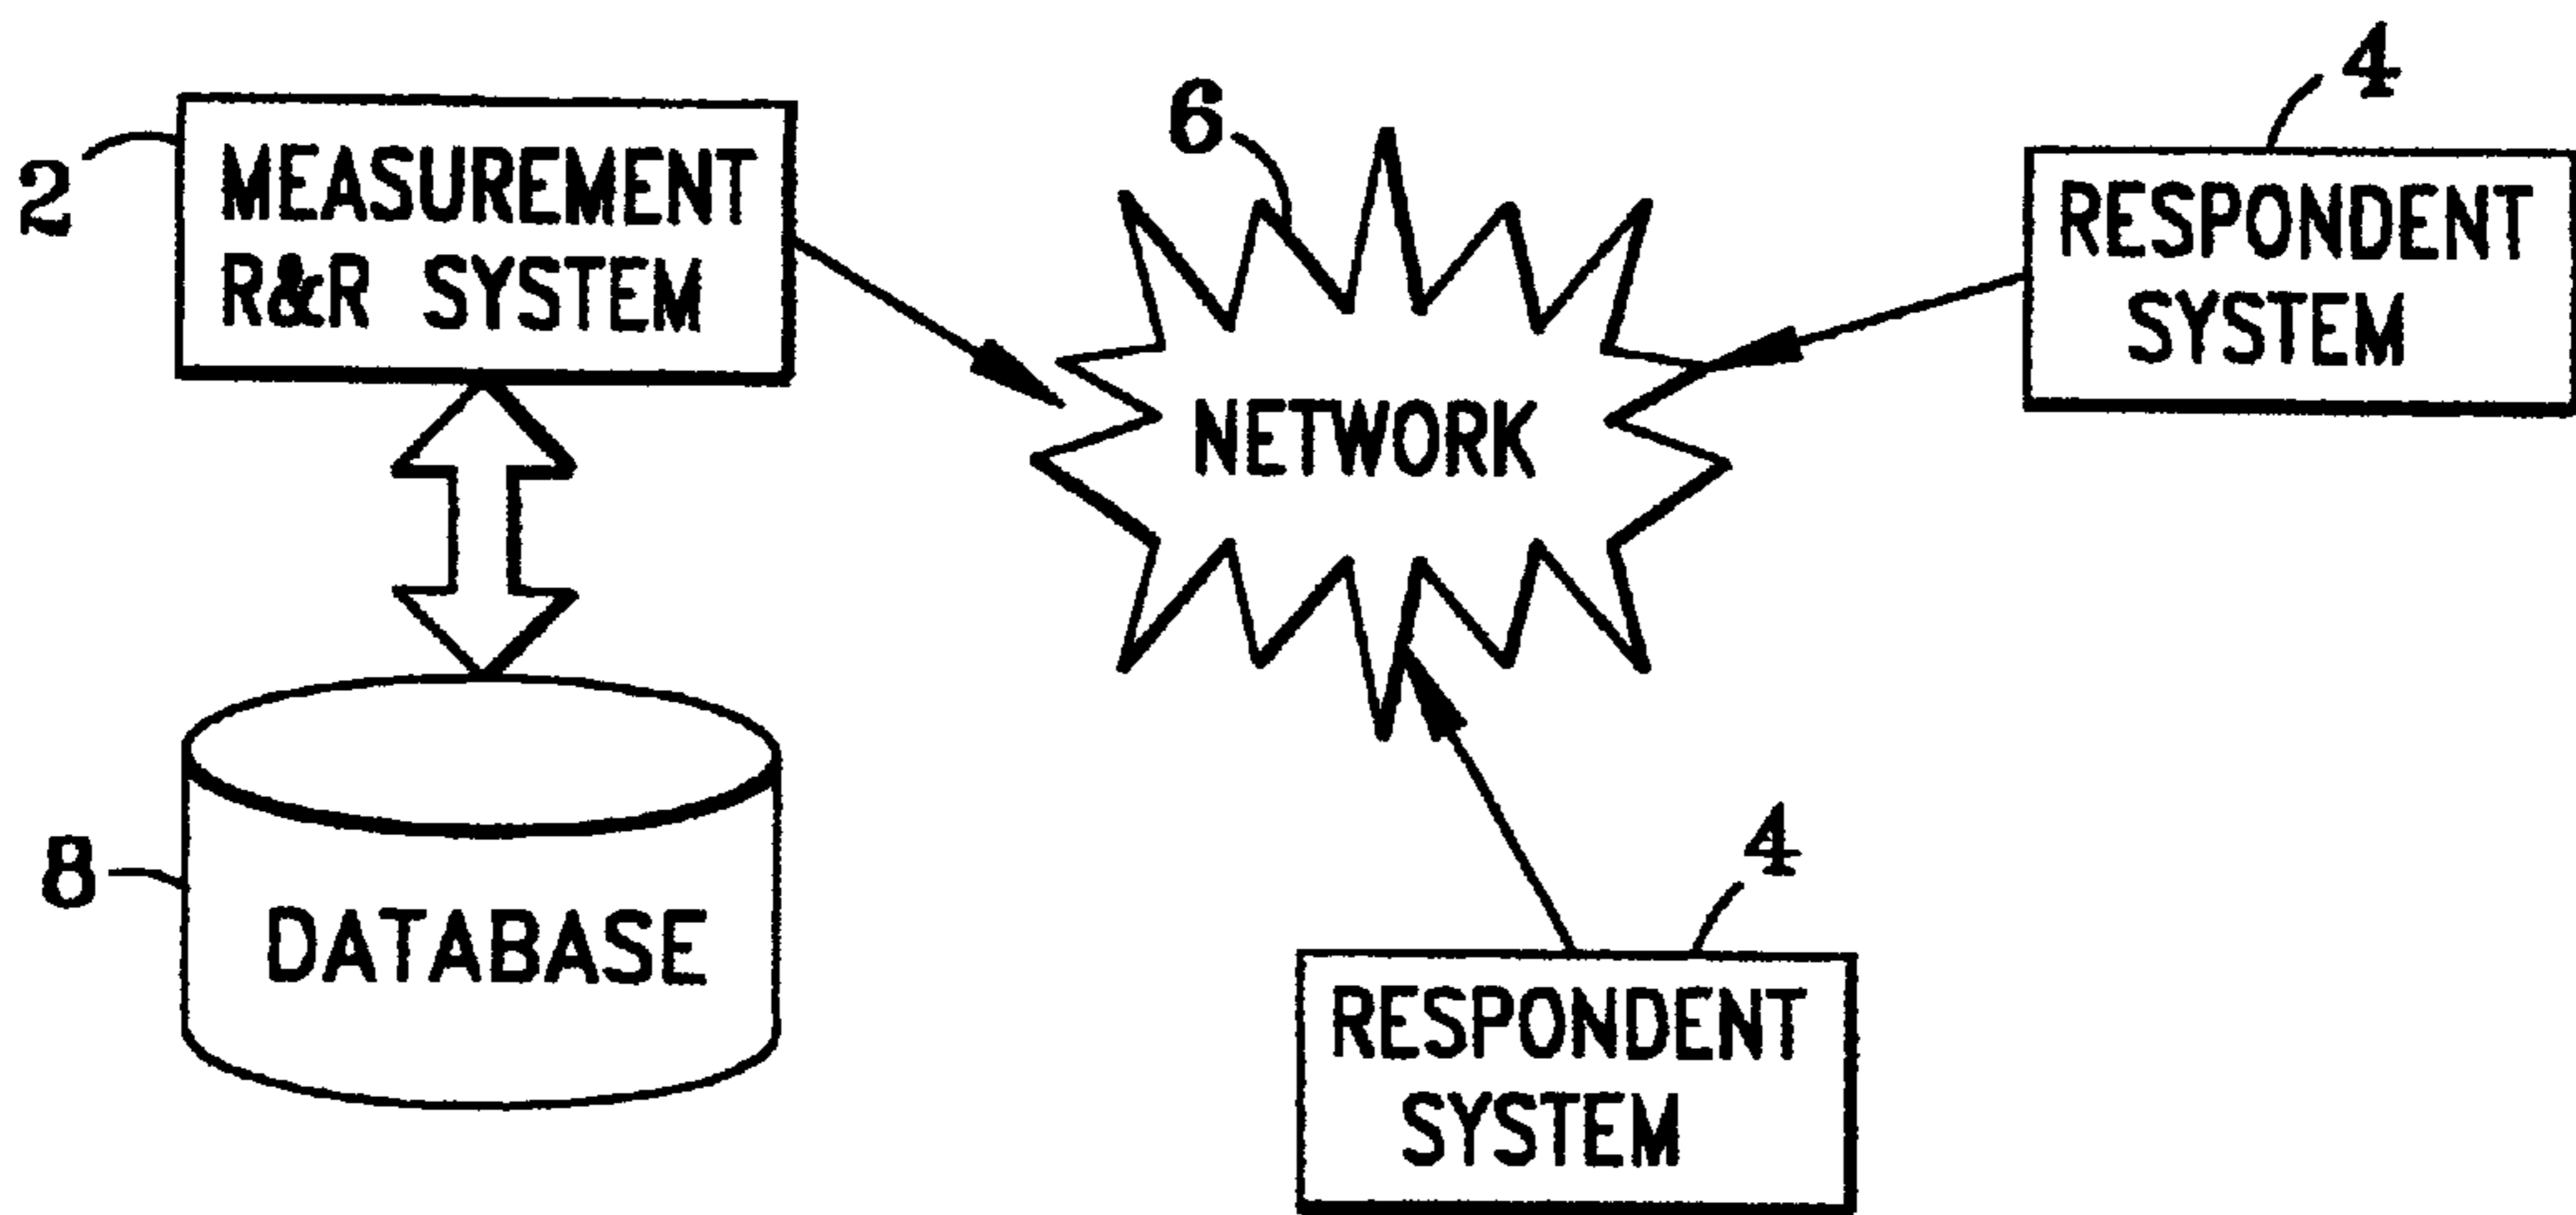 2
MEASUREMENT
R&R SYSTEM
6
NETWORK
4
RESPONDENT
SYSTEM
8
DATABASE
4
RESPONDENT
SYSTEM